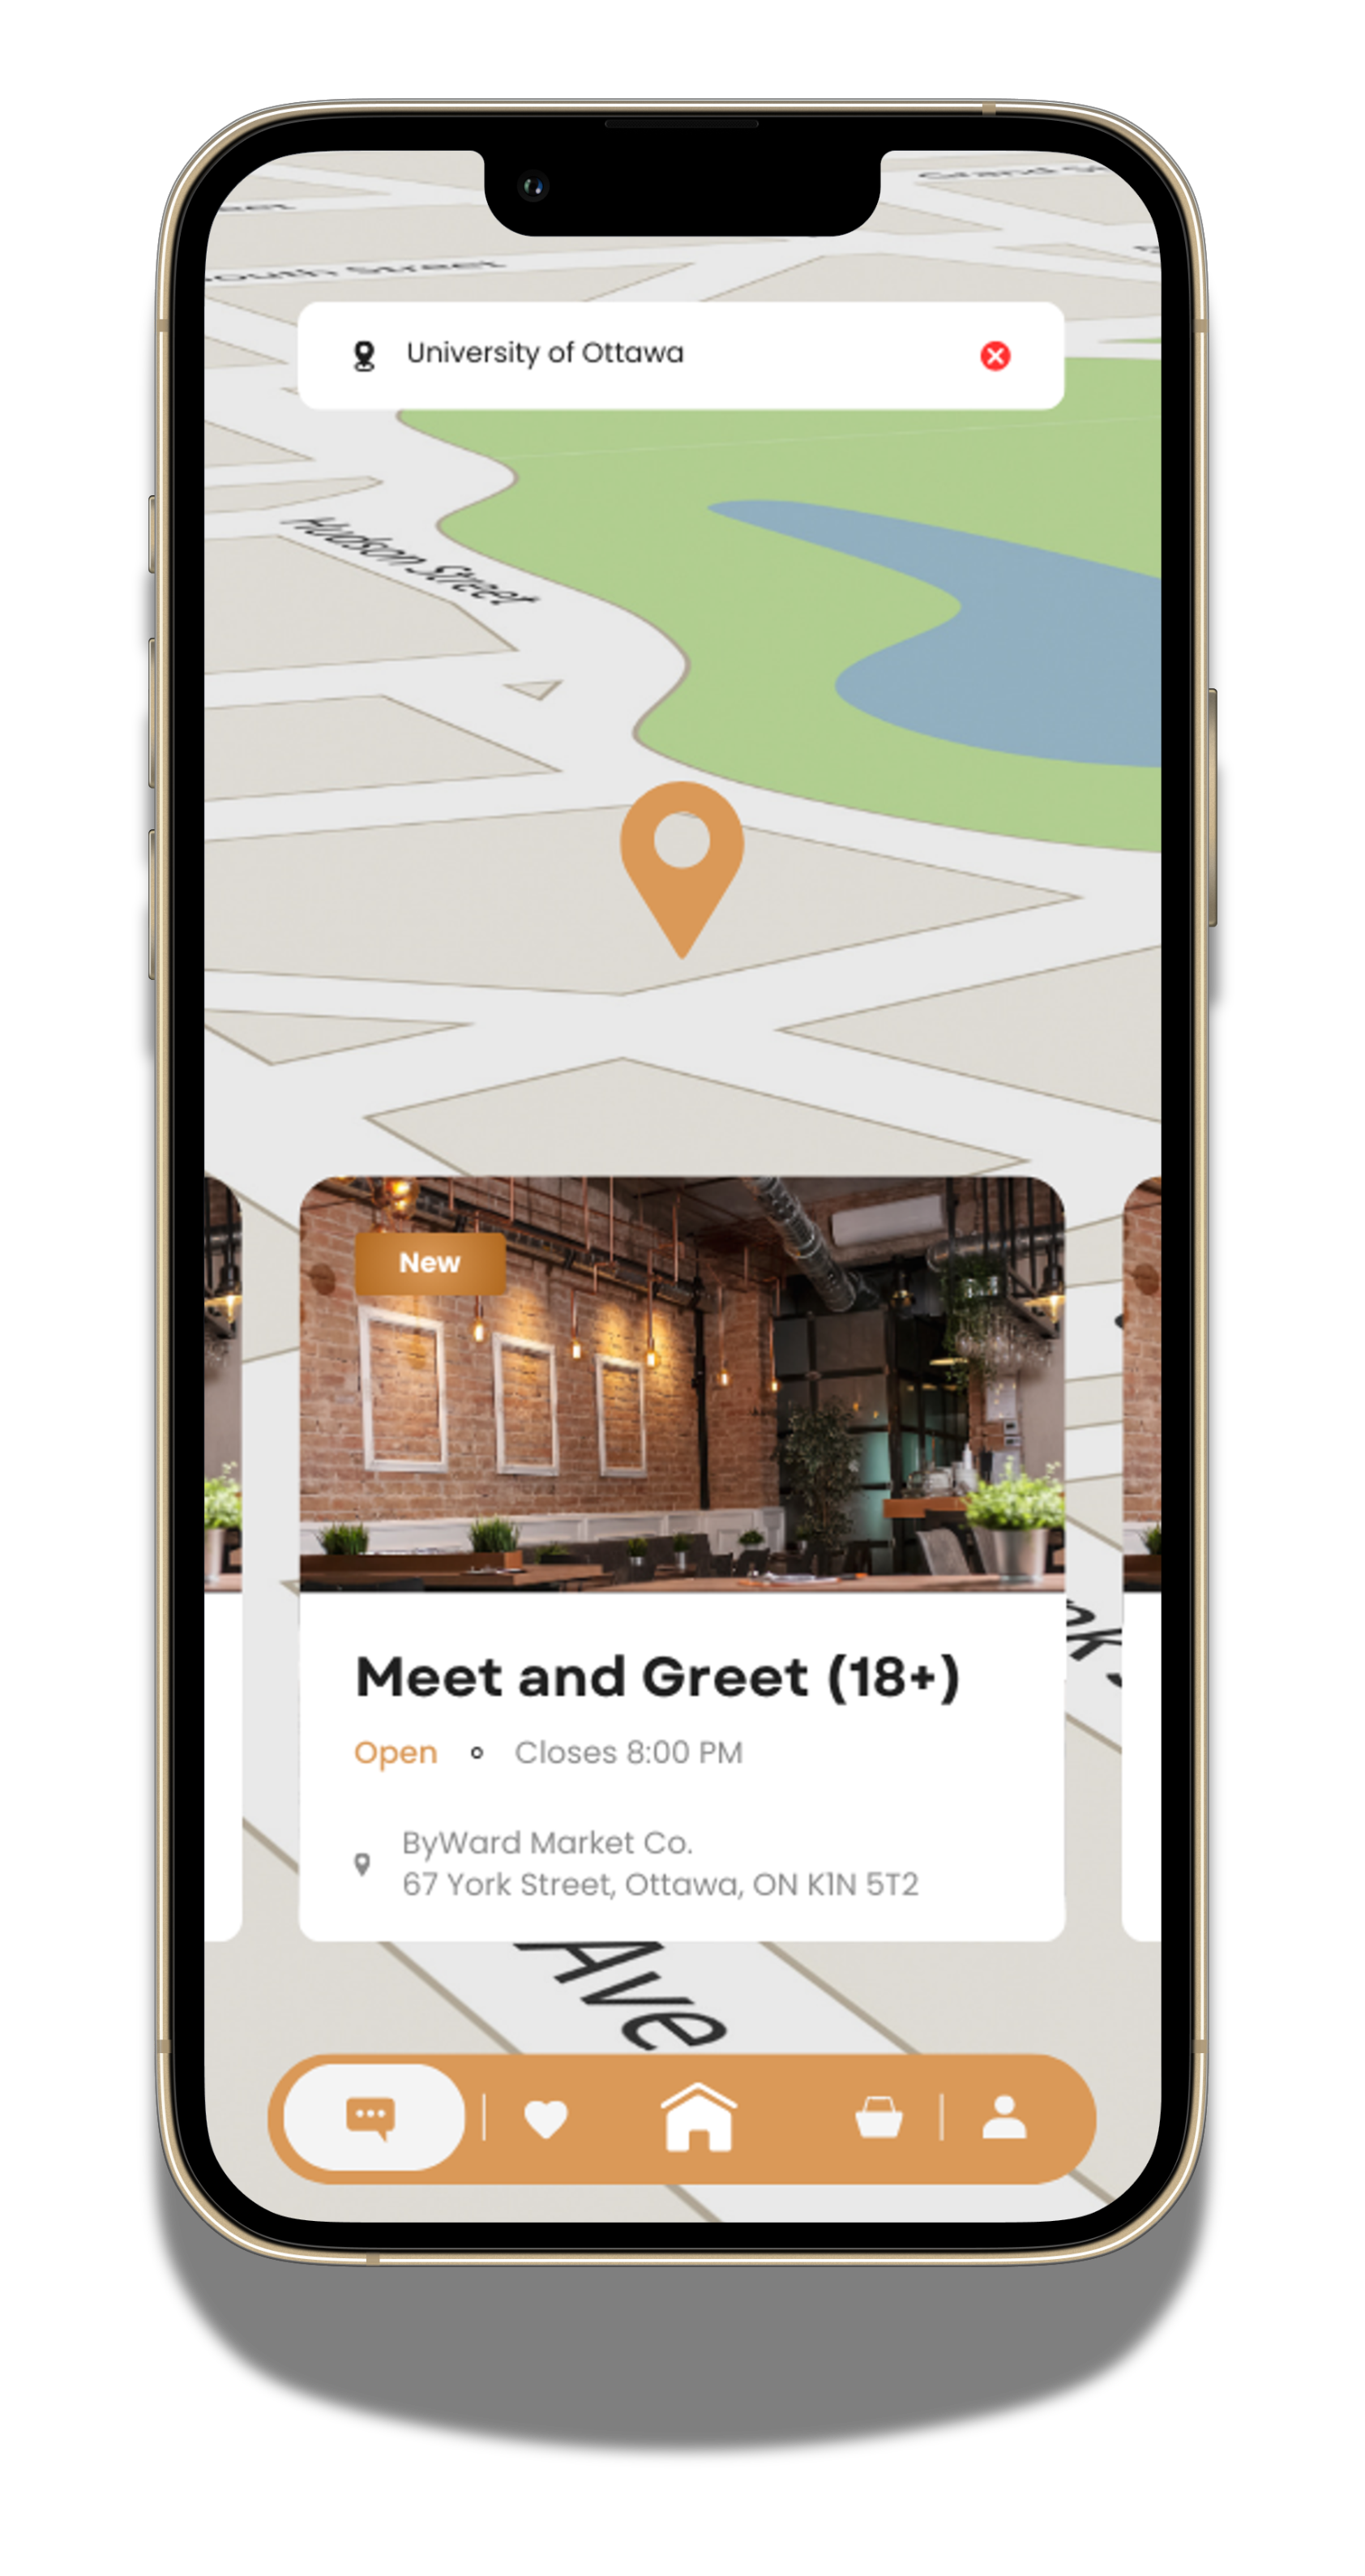 South Street
University of Ottawa
Hudson Street
New
Meet and Greet (18+)
Open Closes 8:00 PM
ByWard Market Co.
67 York Street, Ottawa, ON K1N 5T2
Ave